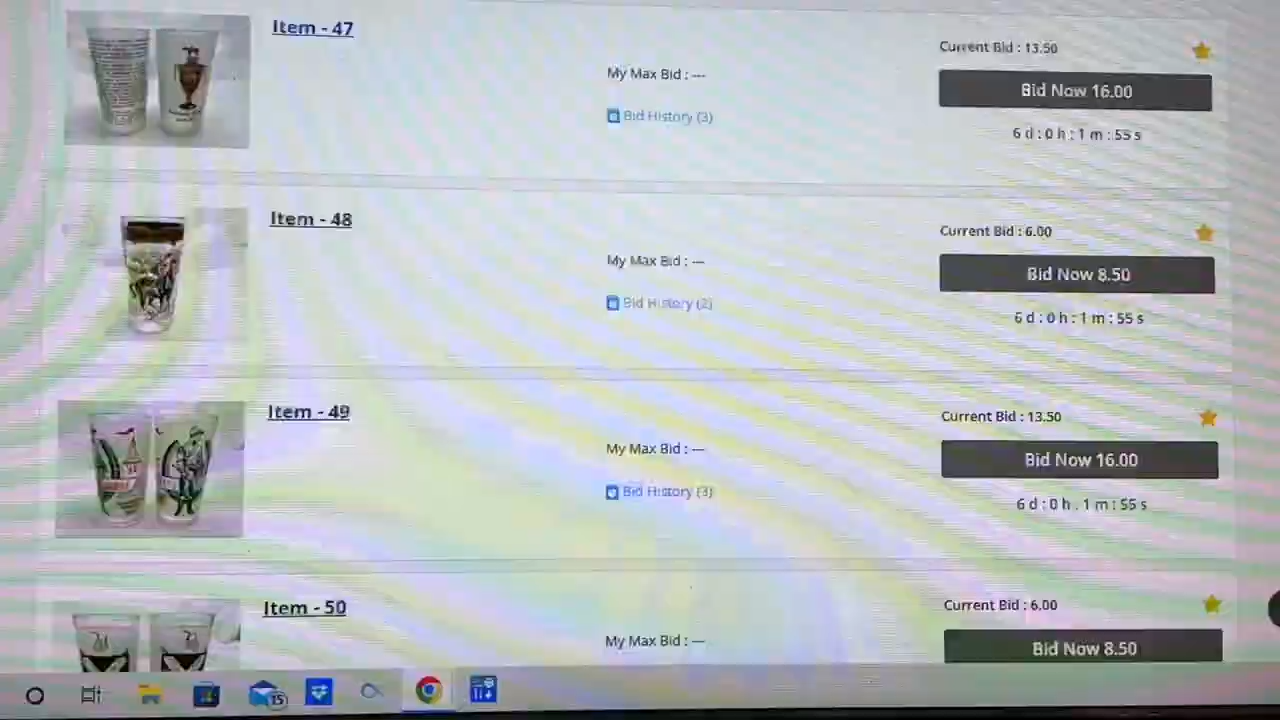 Item - 47
Current Bid : 13.50
My Max Bid : ---
Bid Now 16.00
Bid History (3)
6 d : 0 h : 1 m : 55 s
Item - 48
Current Bid : 6.00
My Max Bid : ---
Bid Now 8.50
Bid History (2)
6 d : 0 h : 1 m : 55 s
Item - 49
Current Bid : 13.50
My Max Bid : ---
Bid Now 16.00
Bid History (3)
6 d : 0 h : 1 m : 55 s
Item - 50
Current Bid : 6.00
My Max Bid : ---
Bid Now 8.50
15